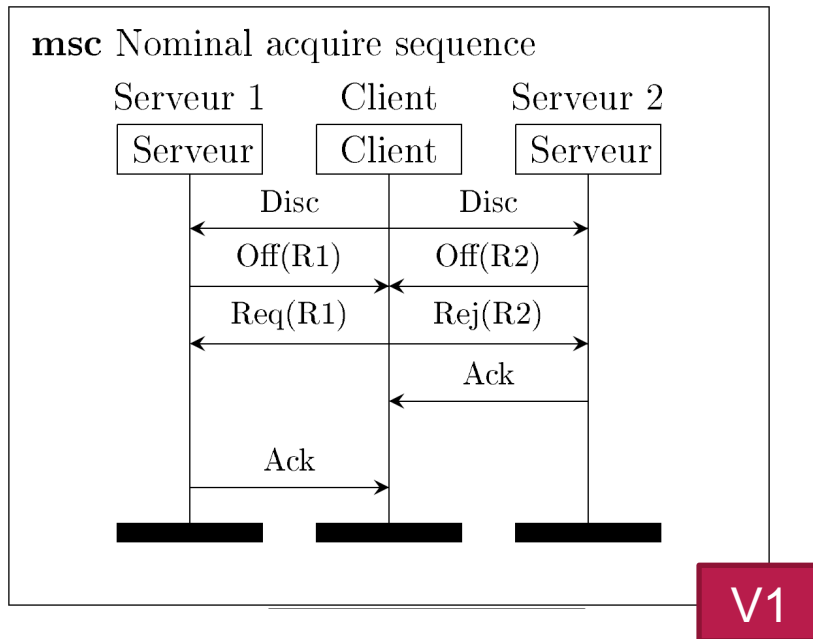 msc Nominal acquire sequence
Serveur 1 Client Serveur 2
Serveur Client Serveur
Disc Disc
Off(R1) Off(R2)
Req(R1) Rej(R2)
Ack
Ack
V1